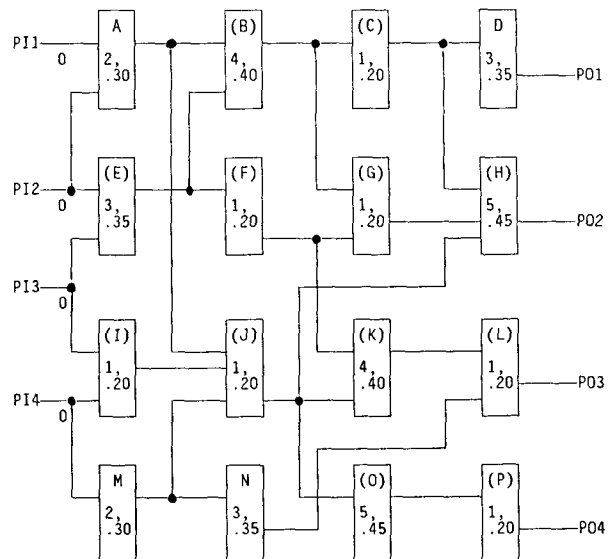 A (B) (C) D
PI1 2, 4, 1, 3,
0 .30 .40 .20 .35 PO1
(E) (F) (G) (H)
PI2 3, 1, 1, 5,
0 .35 .20 .20 .45 PO2
PI3
0
(I) (J) (K) (L)
1, 1, 4, 1,
.20 .20 .40 .20 PO3
PI4
0
M N (O) (P)
2, 3, 5, 1,
.30 .35 .45 .20 PO4